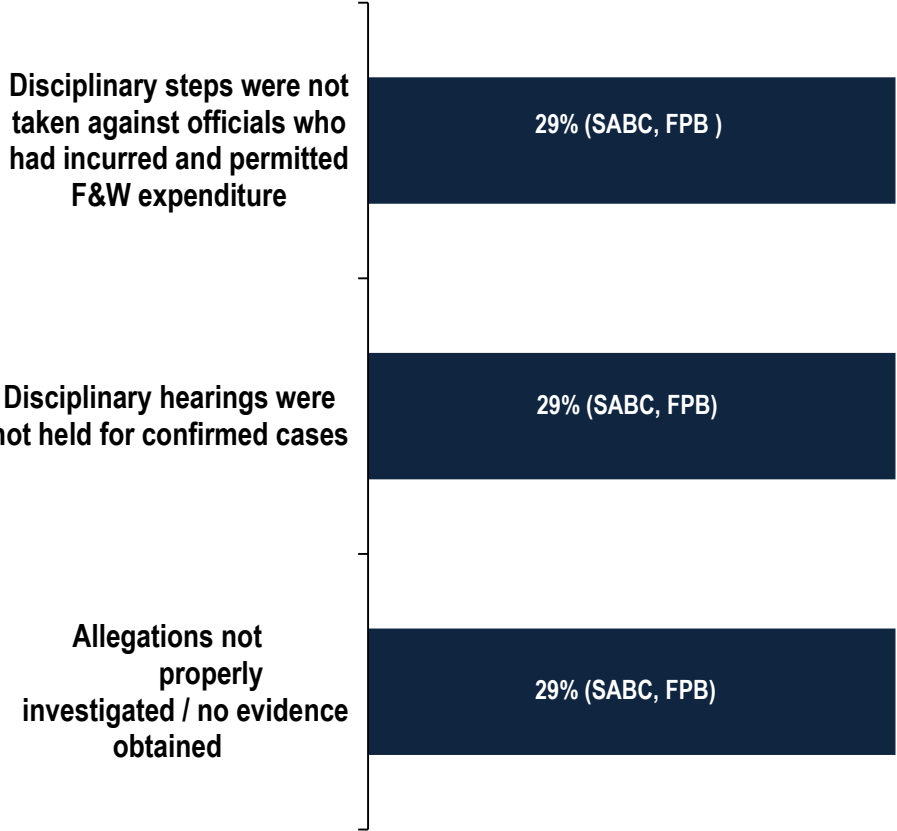 Disciplinary steps were not
taken against officials who
had incurred and permitted
F&W expenditure
29% (SABC, FPB )
Disciplinary hearings were
not held for confirmed cases
29% (SABC, FPB)
Allegations not
properly
investigated / no evidence
obtained
29% (SABC, FPB)